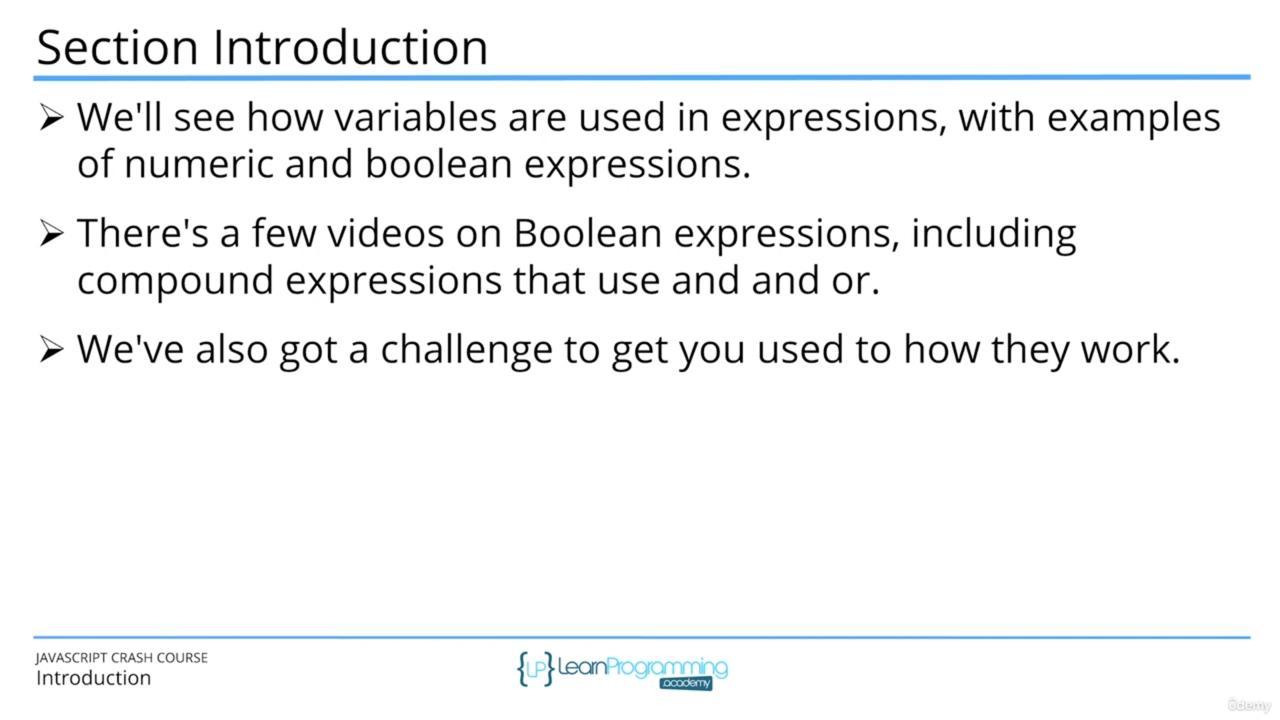 Section Introduction
➢ We'll see how variables are used in expressions, with examples
of numeric and boolean expressions.
➢ There's a few videos on Boolean expressions, including
compound expressions that use and and or.
➢ We've also got a challenge to get you used to how they work.
JAVASCRIPT CRASH COURSE
Introduction
{LP} LearnProgramming
.academy
ûdemy